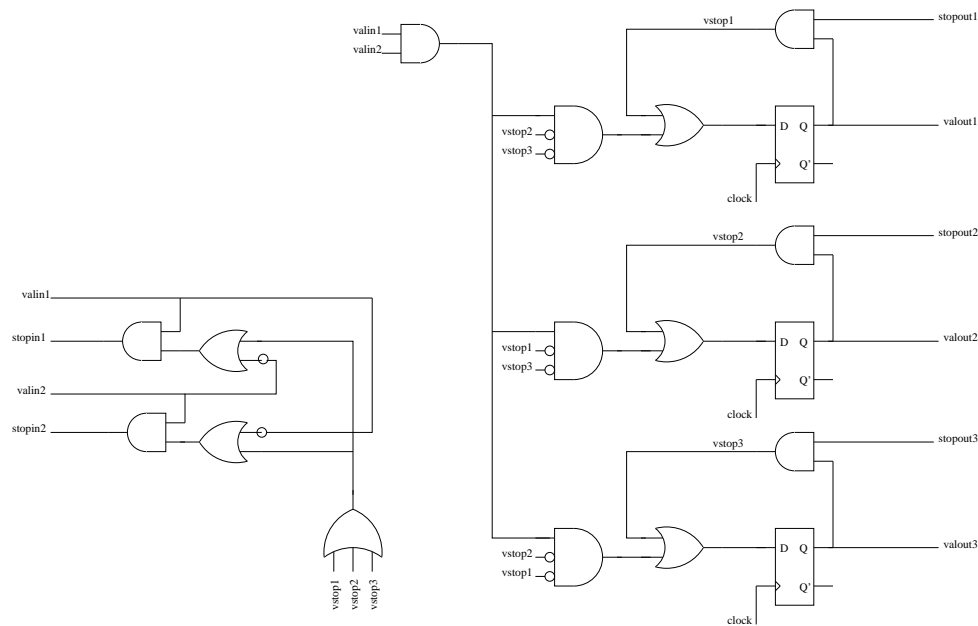 stopout1
vstop1
valin1
valin2
D Q
valout1
vstop2
vstop3
Q'
clock
stopout2
vstop2
valin1
stopin1
D Q
valout2
vstop1
vstop3
Q'
valin2
clock
stopin2
stopout3
vstop3
D Q
valout3
vstop2
vstop1
Q'
vstop1
vstop2
vstop3
clock